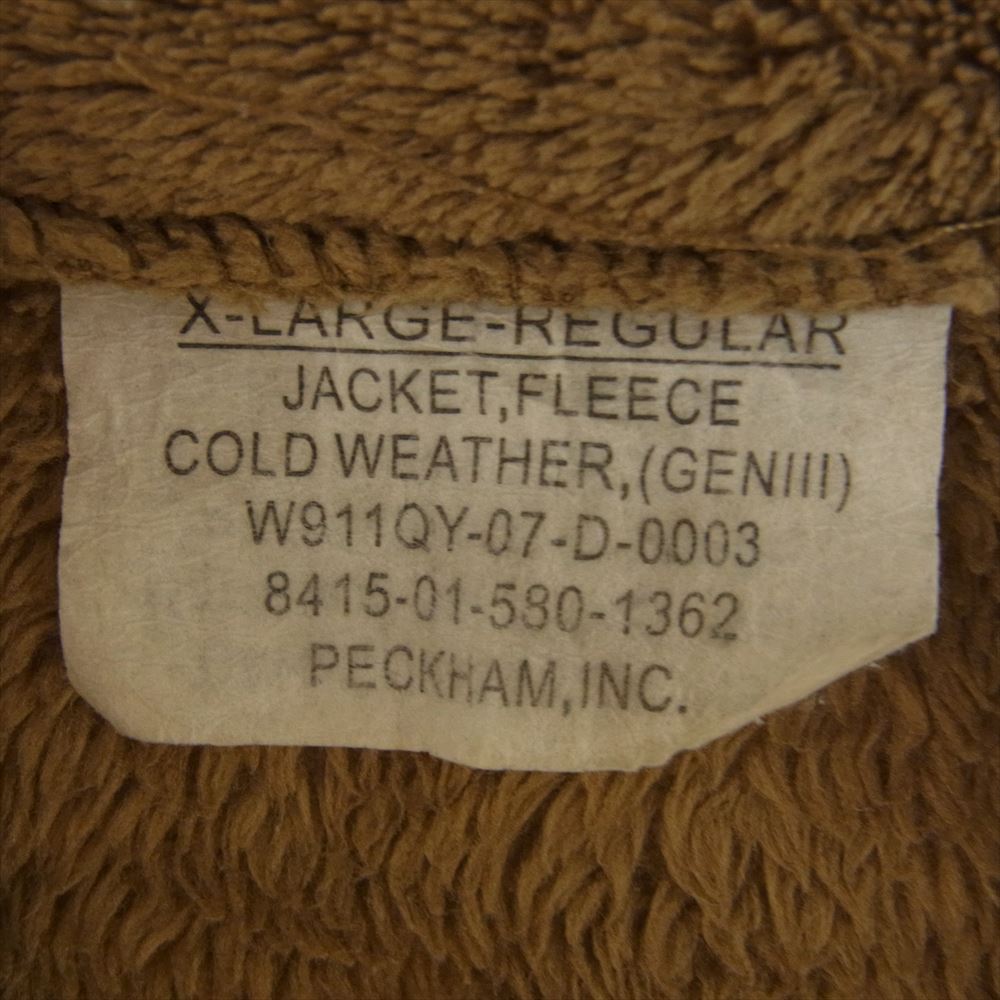 X-LARGE-REGULAR
JACKET,FLEECE
COLD WEATHER,(GENIII)
W911QY-07-D-0003
8415-01-580-1362
PECKHAM,INC.